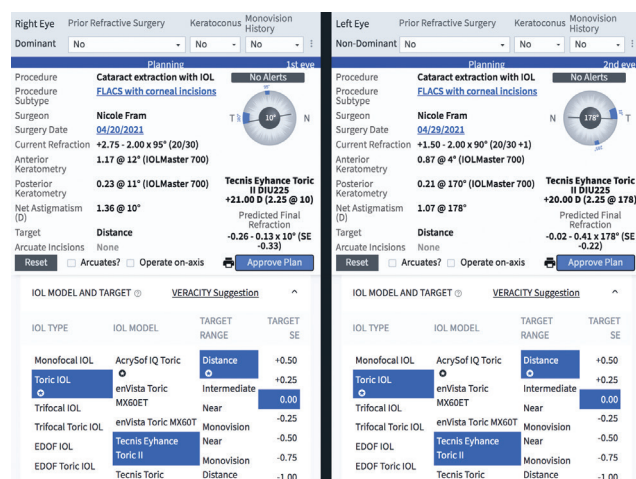 Right Eye Prior Refractive Surgery Keratoconus Monovision History
Dominant No No No
Planning 1st eye
Procedure Cataract extraction with IOL No Alerts
Procedure Subtype FLACS with corneal incisions
Surgeon Nicole Fram
T 10° N
Surgery Date 04/20/2021
Current Refraction +2.75 - 2.00 x 95° (20/30)
Anterior Keratometry 1.17 @ 12° (IOLMaster 700)
Posterior Keratometry 0.23 @ 11° (IOLMaster 700)
Tecnis Eyhance Toric
II DIU225
+21.00 D (2.25 @ 10)
Net Astigmatism (D) 1.36 @ 10°
Predicted Final
Refraction
-0.26 - 0.13 x 10° (SE
-0.33)
Target Distance
Arcuate Incisions None
Reset Arcuates? Operate on-axis Approve Plan
IOL MODEL AND TARGET VERACITY Suggestion
IOL TYPE IOL MODEL TARGET RANGE TARGET SE
Monofocal IOL
Toric IOL
Trifocal IOL
Trifocal Toric IOL
EDOF IOL
EDOF Toric IOL
AcrySof IQ Toric
enVista Toric
MX60ET
enVista Toric MX60T
Tecnis Eyhance
Toric II
Tecnis Toric
Distance
Intermediate
Near
Monovision
Near
Monovision
Distance
+0.50
+0.25
0.00
-0.25
-0.50
-0.75
-1.00
Left Eye Prior Refractive Surgery Keratoconus Monovision History
Non-Dominant No No No
Planning 2nd eye
Procedure Cataract extraction with IOL No Alerts
Procedure Subtype FLACS with corneal incisions
Surgeon Nicole Fram
N 178° T
Surgery Date 04/29/2021
Current Refraction +1.50 - 2.00 x 90° (20/30 +1)
Anterior Keratometry 0.87 @ 4° (IOLMaster 700)
Posterior Keratometry 0.21 @ 170° (IOLMaster 700)
Tecnis Eyhance Toric
II DIU225
+20.00 D (2.25 @ 178)
Net Astigmatism (D) 1.07 @ 178°
Predicted Final
Refraction
-0.02 - 0.41 x 178° (SE
-0.22)
Target Distance
Arcuate Incisions None
Reset Arcuates? Operate on-axis Approve Plan
IOL MODEL AND TARGET VERACITY Suggestion
IOL TYPE IOL MODEL TARGET RANGE TARGET SE
Monofocal IOL
Toric IOL
Trifocal IOL
Trifocal Toric IOL
EDOF IOL
EDOF Toric IOL
AcrySof IQ Toric
enVista Toric
MX60ET
enVista Toric MX60T
Tecnis Eyhance
Toric II
Tecnis Toric
Distance
Intermediate
Near
Monovision
Near
Monovision
Distance
+0.50
+0.25
0.00
-0.25
-0.50
-0.75
-1.00